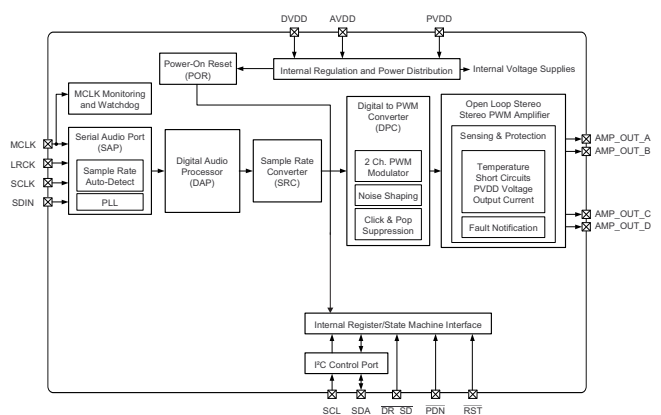 DVDD AVDD PVDD
Power-On Reset
(POR)
Internal Regulation and Power Distribution
Internal Voltage Supplies
MCLK Monitoring
and Watchdog
MCLK
LRCK
SCLK
SDIN
Serial Audio Port
(SAP)
Sample Rate
Auto-Detect
PLL
Digital Audio
Processor
(DAP)
Sample Rate
Converter
(SRC)
Digital to PWM
Converter
(DPC)
2 Ch. PWM
Modulator
Noise Shaping
Click & Pop
Suppression
Open Loop Stereo
Stereo PWM Amplifier
Sensing & Protection
Temperature
Short Circuits
PVDD Voltage
Output Current
Fault Notification
AMP_OUT_A
AMP_OUT_B
AMP_OUT_C
AMP_OUT_D
Internal Register/State Machine Interface
I²C Control Port
SCL SDA DR_SD PDN RST